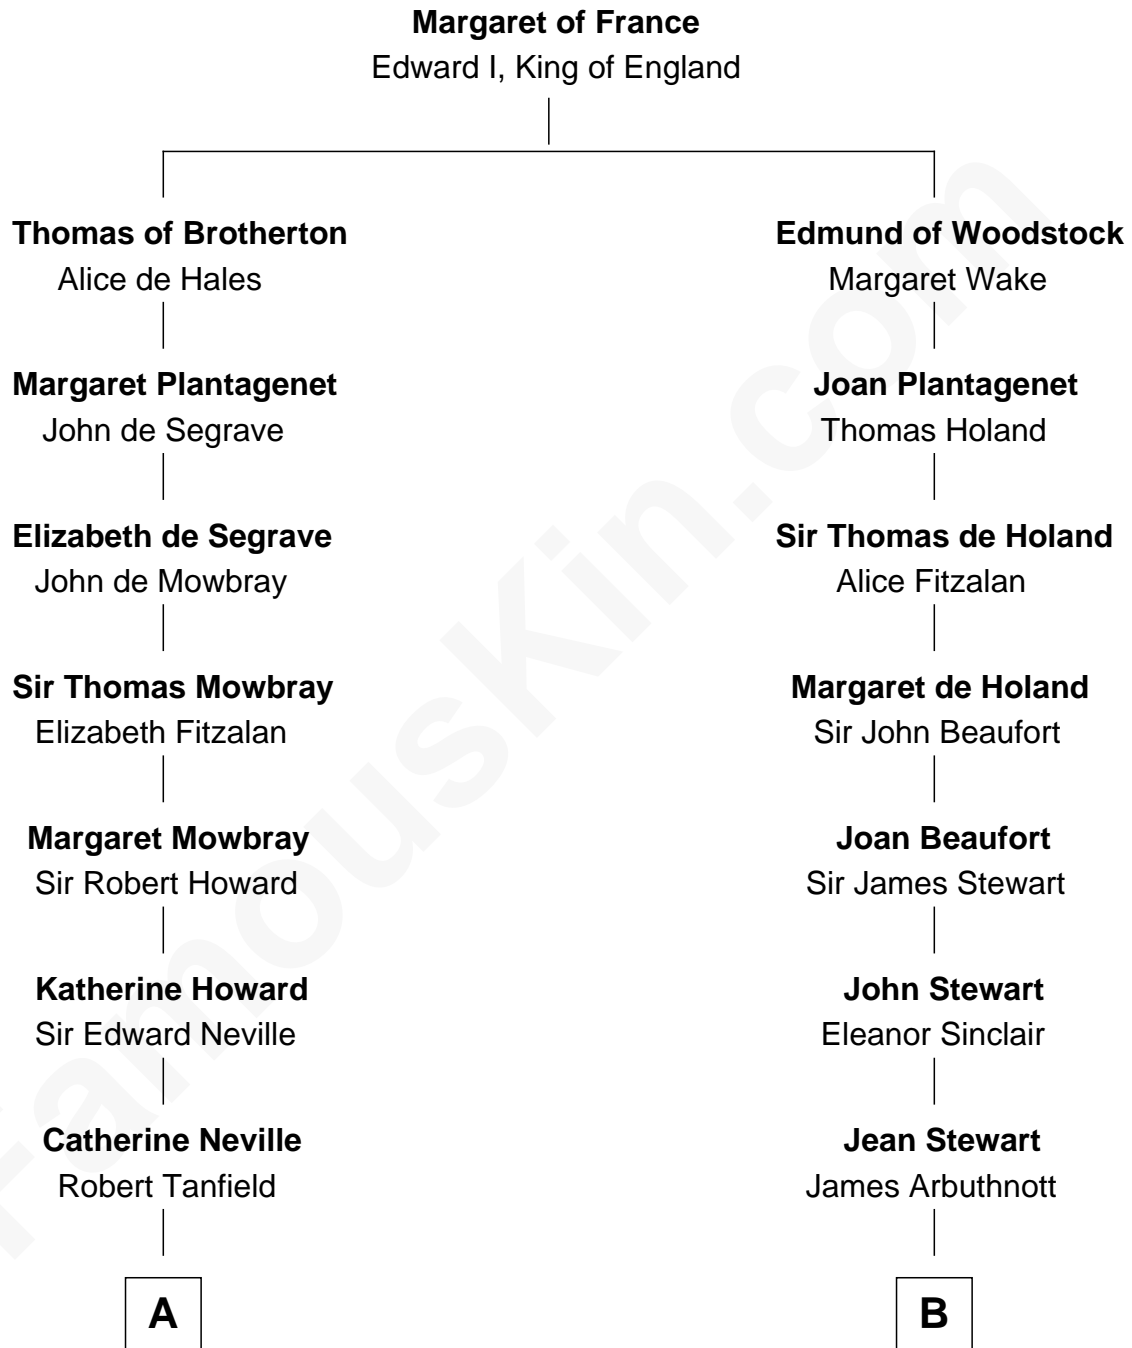 Margaret of France
Edward I, King of England
Thomas of Brotherton
Alice de Hales
Edmund of Woodstock
Margaret Wake
Margaret Plantagenet
John de Segrave
Joan Plantagenet
Thomas Holand
Elizabeth de Segrave
John de Mowbray
Sir Thomas de Holand
Alice Fitzalan
Sir Thomas Mowbray
Elizabeth Fitzalan
Margaret de Holand
Sir John Beaufort
Margaret Mowbray
Sir Robert Howard
Joan Beaufort
Sir James Stewart
Katherine Howard
Sir Edward Neville
John Stewart
Eleanor Sinclair
Catherine Neville
Robert Tanfield
Jean Stewart
James Arbuthnott
A
B
FamousKin.com